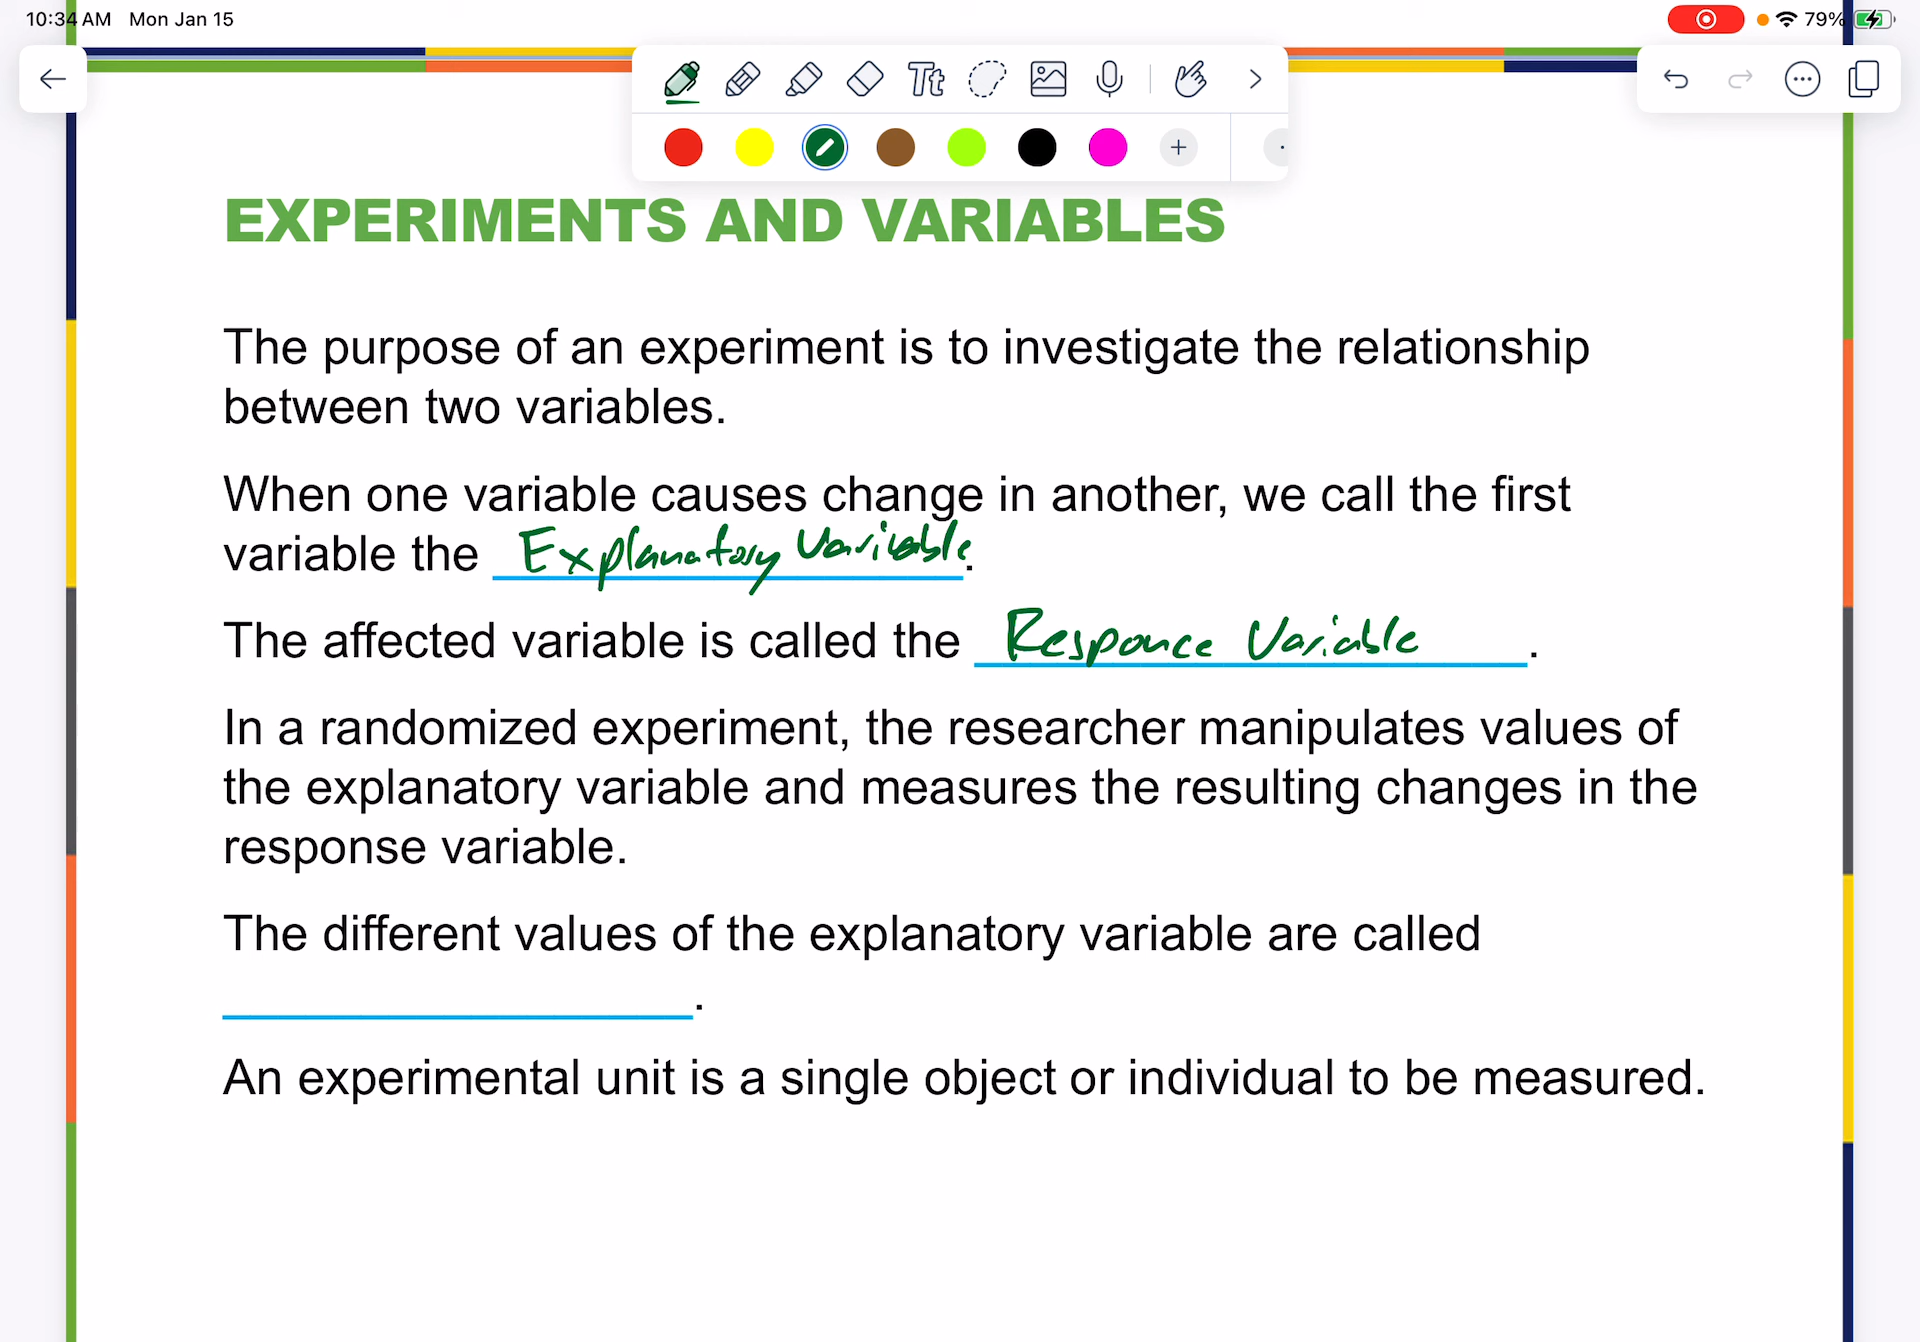 10:34 AM Mon Jan 15
79%
Tt
EXPERIMENTS AND VARIABLES
The purpose of an experiment is to investigate the relationship
between two variables.
When one variable causes change in another, we call the first
variable the Explanatory Variable.
The affected variable is called the Responce Variable.
In a randomized experiment, the researcher manipulates values of
the explanatory variable and measures the resulting changes in the
response variable.
The different values of the explanatory variable are called
.
An experimental unit is a single object or individual to be measured.